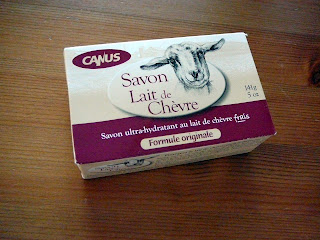 CANUS
Savon
Lait de
Chèvre
141g
5 oz
Savon ultra-hydratant au lait de chèvre frais
Formule originale